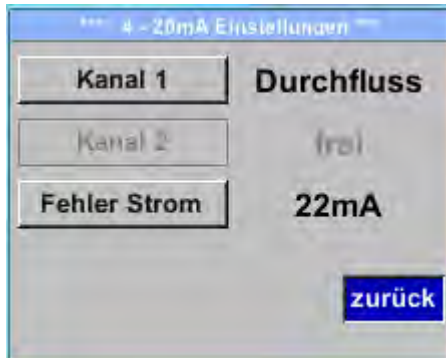 *** 4 - 20mA Einstellungen ***
Kanal 1 Durchfluss
Kanal 2 frei
Fehler Strom 22mA
zurück